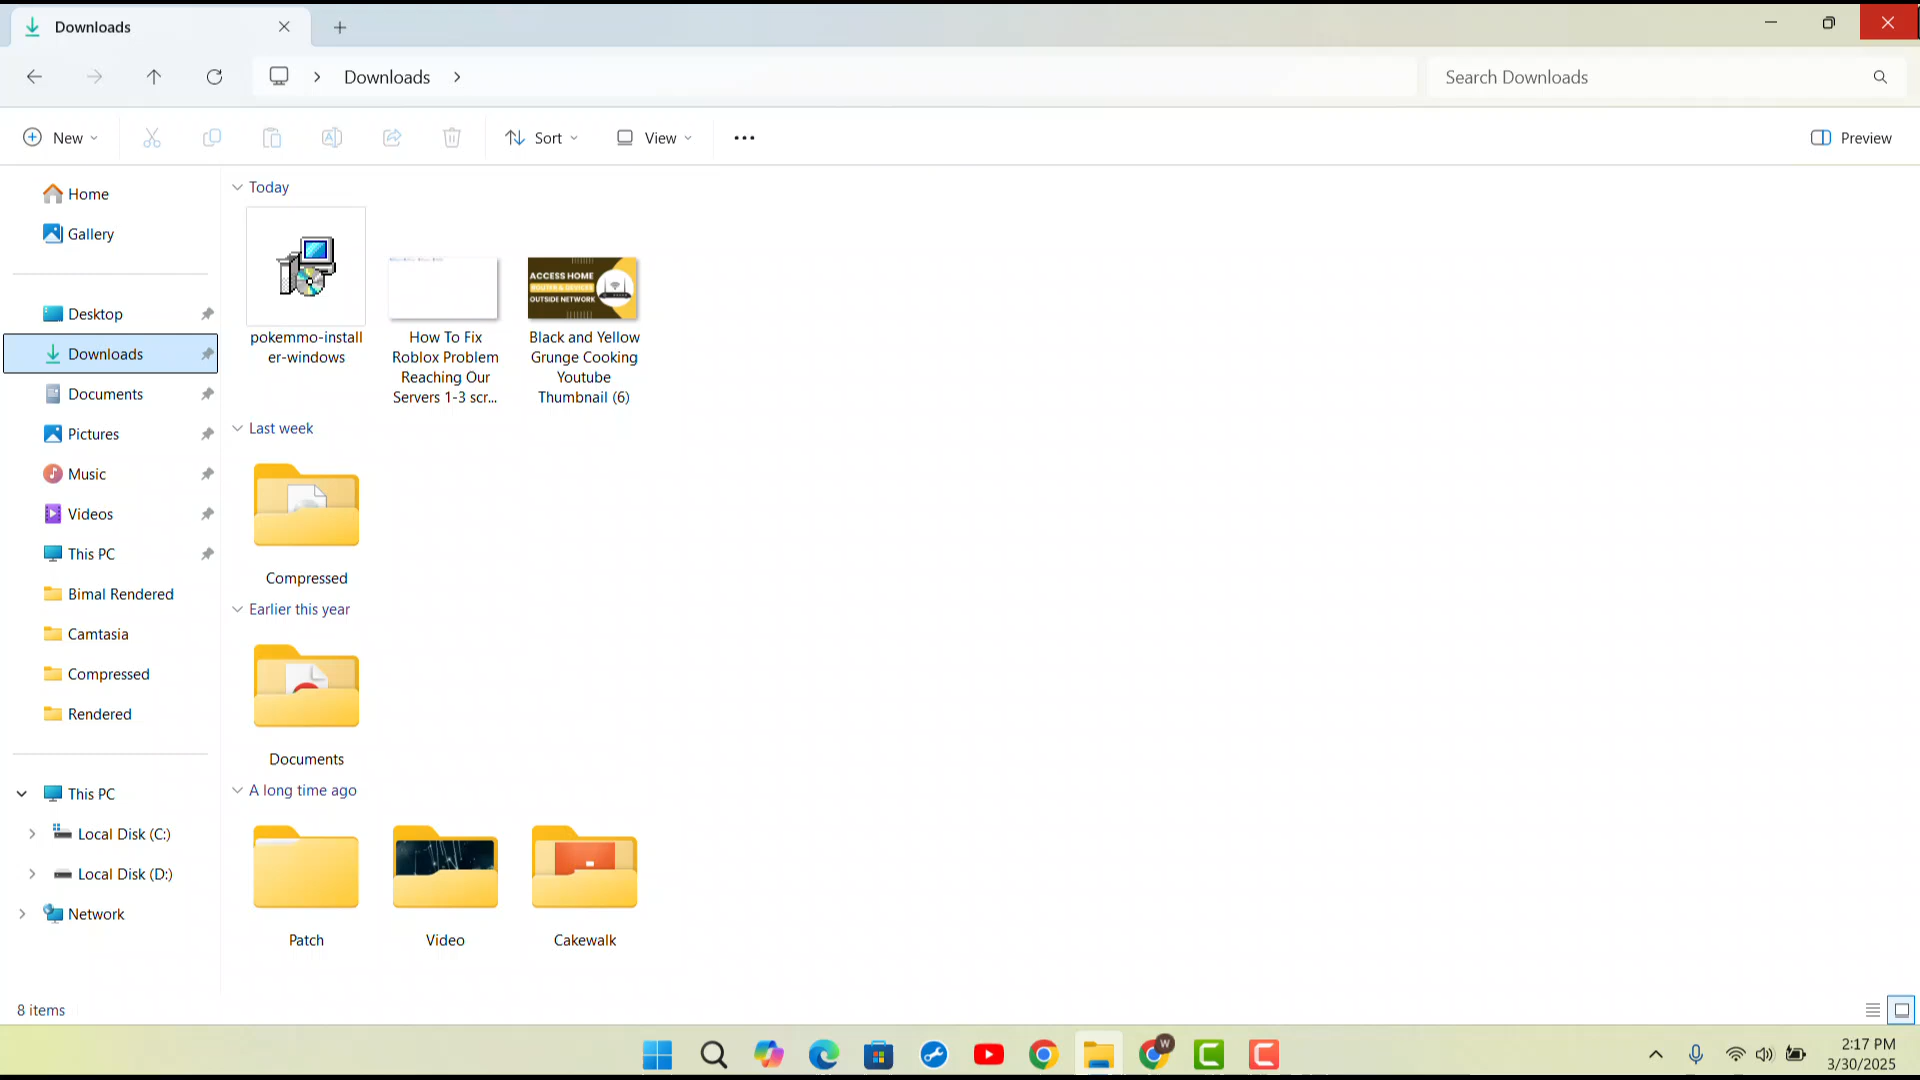 Downloads
Downloads
Search Downloads
New
Sort
View
Preview
Home
Gallery
Desktop
Downloads
Documents
Pictures
Music
Videos
This PC
Bimal Rendered
Camtasia
Compressed
Rendered
This PC
Local Disk (C:)
Local Disk (D:)
Network
Today
pokemmo-install
er-windows
How To Fix
Roblox Problem
Reaching Our
Servers 1-3 scr...
ACCESS HOME
ROUTER & DEVICES
OUTSIDE NETWORK
Black and Yellow
Grunge Cooking
Youtube
Thumbnail (6)
Last week
Compressed
Earlier this year
Documents
A long time ago
Patch
Video
Cakewalk
8 items
W
2:17 PM
3/30/2025